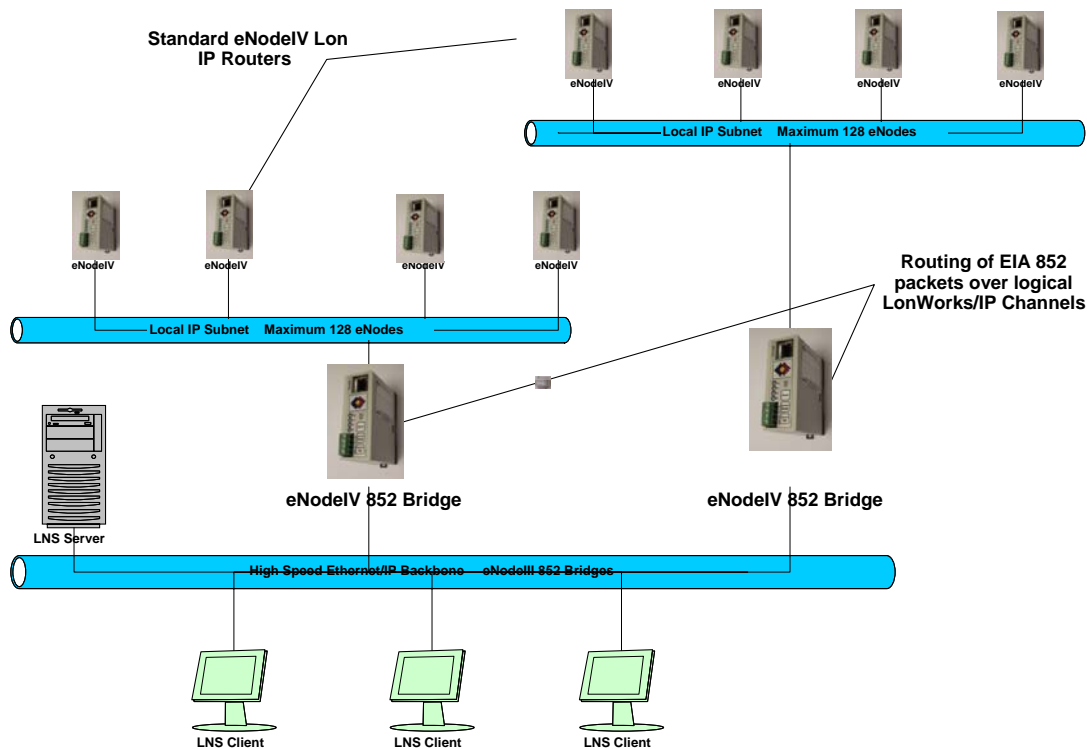 Standard eNodeIV Lon
IP Routers
eNodeIV
eNodeIV
eNodeIV
eNodeIV
Local IP Subnet Maximum 128 eNodes
eNodeIV
eNodeIV
eNodeIV
eNodeIV
Routing of EIA 852
packets over logical
LonWorks/IP Channels
Local IP Subnet Maximum 128 eNodes
eNodeIV 852 Bridge
eNodeIV 852 Bridge
LNS Server
High Speed Ethernet/IP Backbone eNodeIII 852 Bridges
LNS Client
LNS Client
LNS Client